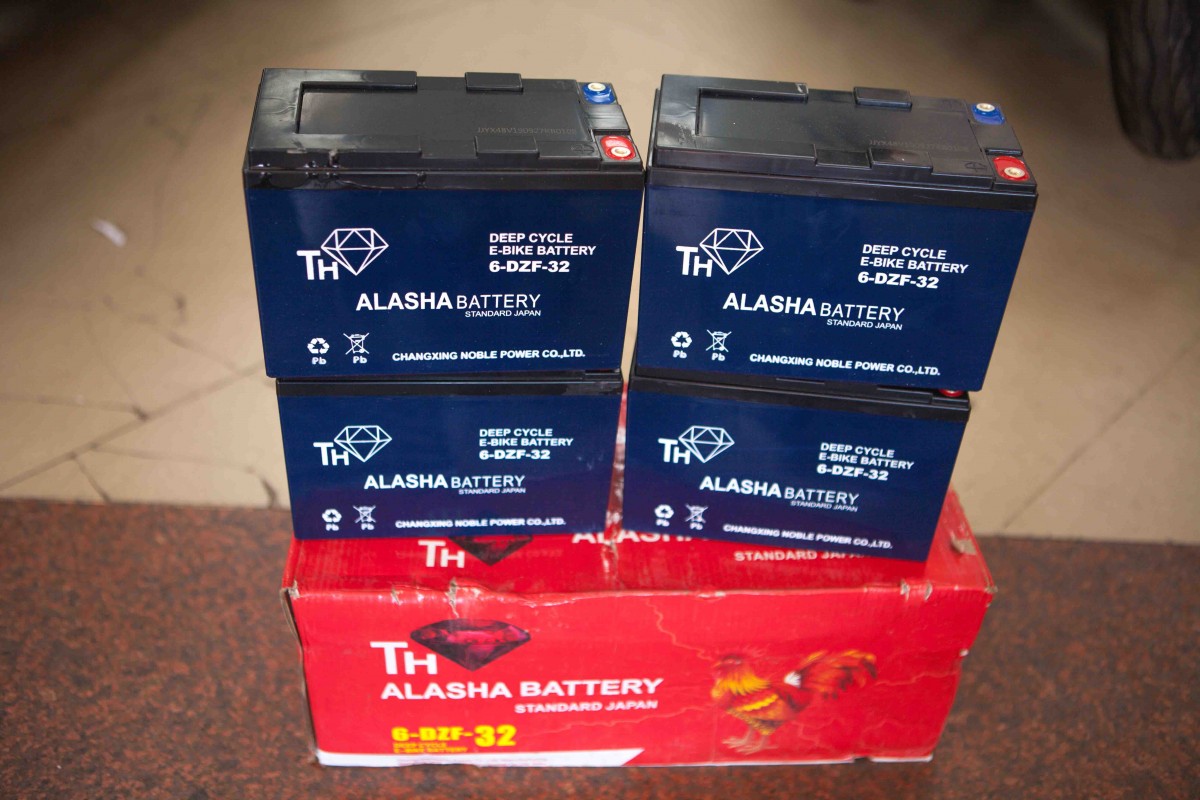 TH
DEEP CYCLE
E-BIKE BATTERY
6-DZF-32
ALASHA BATTERY
STANDARD JAPAN
Pb Pb
CHANGXING NOBLE POWER CO.,LTD.
TH
DEEP CYCLE
E-BIKE BATTERY
6-DZF-32
ALASHA BATTERY
STANDARD JAPAN
Pb Pb
CHANGXING NOBLE POWER CO.,LTD.
TH
DEEP CYCLE
E-BIKE BATTERY
6-DZF-32
ALASHA BATTERY
STANDARD JAPAN
Pb Pb
CHANGXING NOBLE POWER CO.,LTD.
TH
DEEP CYCLE
E-BIKE BATTERY
6-DZF-32
ALASHA BATTERY
STANDARD JAPAN
Pb Pb
CHANGXING NOBLE POWER CO.,LTD.
TH
STANDARD JAPAN
TH
ALASHA BATTERY
STANDARD JAPAN
6-DZF-32
DEEP CYCLE
E-BIKE BATTERY